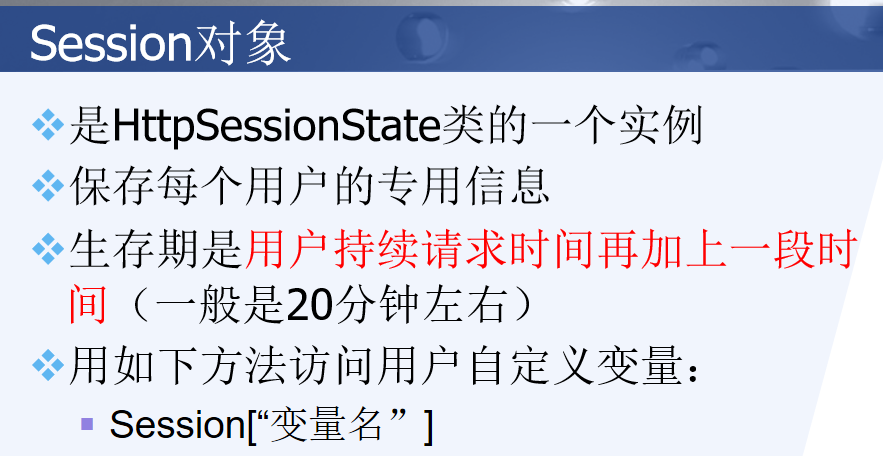 Session对象
是HttpSessionState类的一个实例
保存每个用户的专用信息
生存期是用户持续请求时间再加上一段时
间（一般是20分钟左右）
用如下方法访问用户自定义变量：
Session[“变量名”]